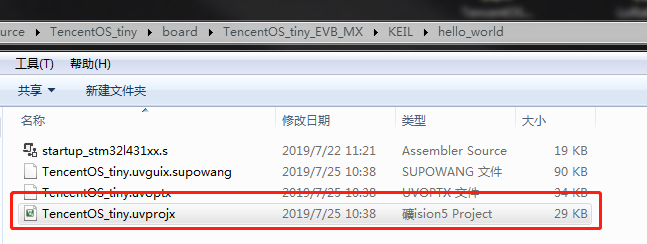 urce ▸ TencentOS_tiny ▸ board ▸ TencentOS_tiny_EVB_MX ▸ KEIL ▸ hello_world
工具(T) 帮助(H)
共享 新建文件夹
名称 修改日期 类型 大小
startup_stm32l431xx.s 2019/7/22 11:21 Assembler Source 19 KB
TencentOS_tiny.uvguix.supowang 2019/7/25 10:38 SUPOWANG 文件 90 KB
TencentOS_tiny.uvoptx 2019/7/25 10:38 UVOPTX 文件 34 KB
TencentOS_tiny.uvprojx 2019/7/25 10:38 礦ision5 Project 29 KB